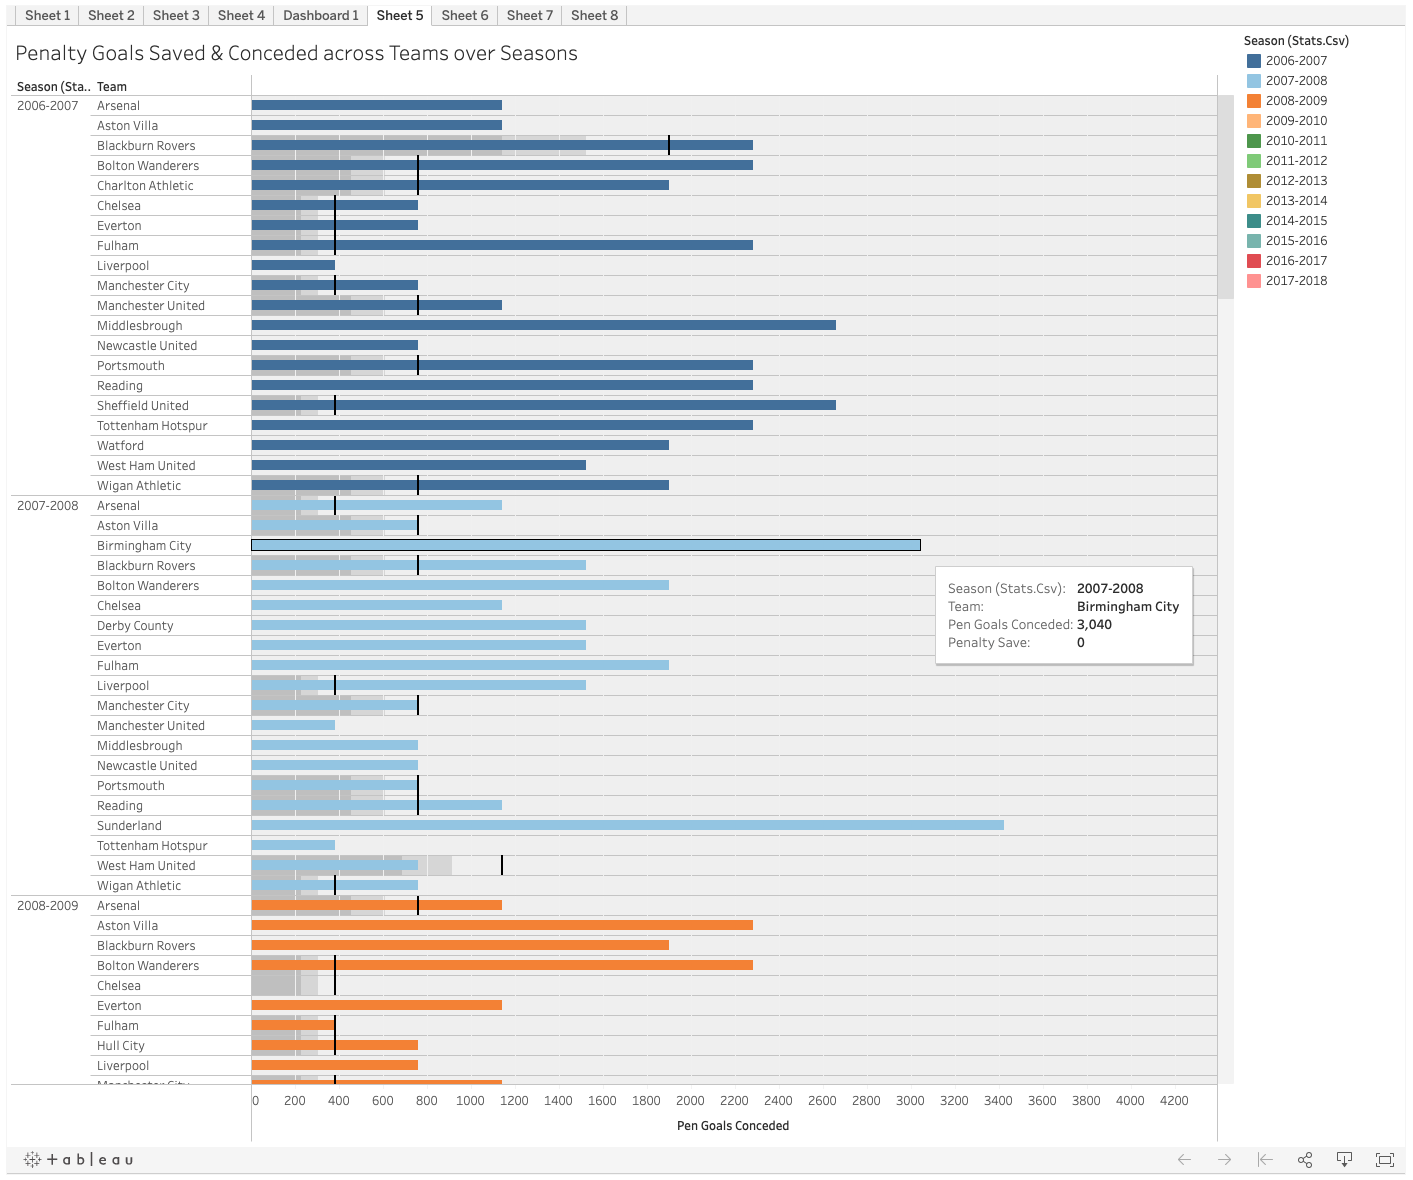 Sheet 1 Sheet 2 Sheet 3 Sheet 4 Dashboard 1 Sheet 5 Sheet 6 Sheet 7 Sheet 8
Penalty Goals Saved & Conceded across Teams over Seasons
Season (Sta.. Team
2006-2007 Arsenal
Aston Villa
Blackburn Rovers
Bolton Wanderers
Charlton Athletic
Chelsea
Everton
Fulham
Liverpool
Manchester City
Manchester United
Middlesbrough
Newcastle United
Portsmouth
Reading
Sheffield United
Tottenham Hotspur
Watford
West Ham United
Wigan Athletic
2007-2008 Arsenal
Aston Villa
Birmingham City
Blackburn Rovers
Bolton Wanderers
Chelsea
Derby County
Everton
Fulham
Liverpool
Manchester City
Manchester United
Middlesbrough
Newcastle United
Portsmouth
Reading
Sunderland
Tottenham Hotspur
West Ham United
Wigan Athletic
2008-2009 Arsenal
Aston Villa
Blackburn Rovers
Bolton Wanderers
Chelsea
Everton
Fulham
Hull City
Liverpool
Manchester City
Season (Stats.Csv): 2007-2008
Team: Birmingham City
Pen Goals Conceded: 3,040
Penalty Save: 0
0 200 400 600 800 1000 1200 1400 1600 1800 2000 2200 2400 2600 2800 3000 3200 3400 3600 3800 4000 4200
Pen Goals Conceded
Season (Stats.Csv)
2006-2007
2007-2008
2008-2009
2009-2010
2010-2011
2011-2012
2012-2013
2013-2014
2014-2015
2015-2016
2016-2017
2017-2018
+ableau